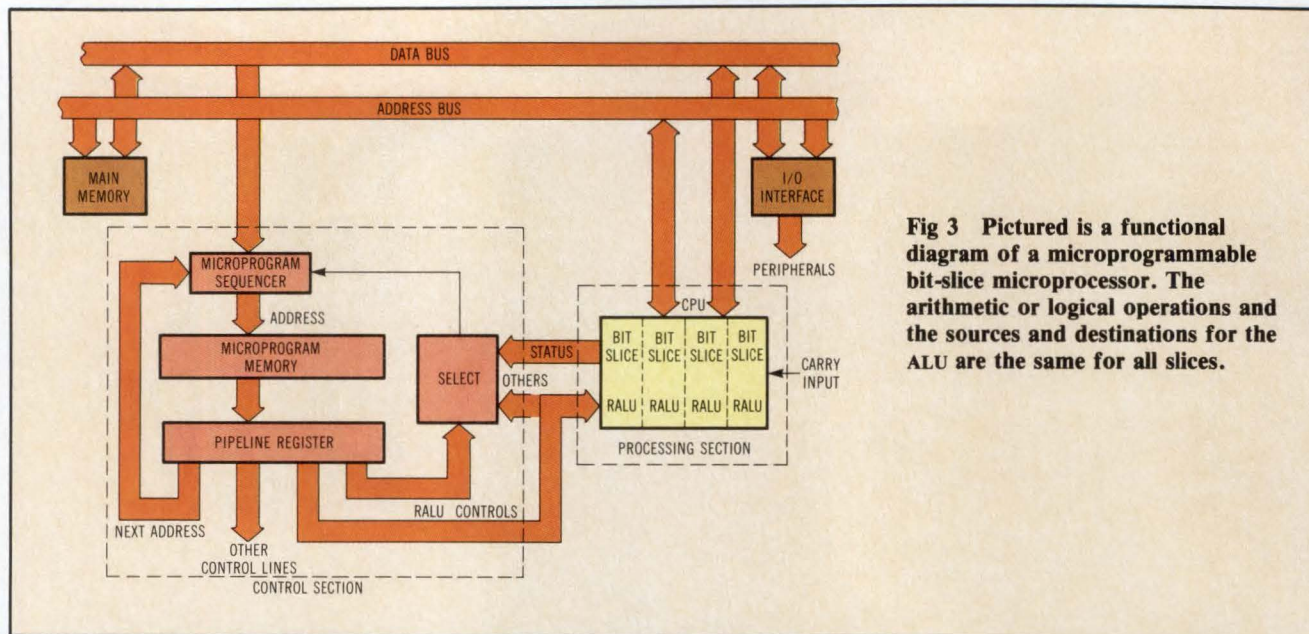 DATA BUS
ADDRESS BUS
MAIN
MEMORY
I/O
INTERFACE
PERIPHERALS
MICROPROGRAM
SEQUENCER
ADDRESS
MICROPROGRAM
MEMORY
PIPELINE REGISTER
SELECT
STATUS
OTHERS
CPU
BIT BIT BIT BIT
SLICE SLICE SLICE SLICE
RALU RALU RALU RALU
CARRY
INPUT
PROCESSING SECTION
RALU CONTROLS
NEXT ADDRESS
OTHER
CONTROL LINES
CONTROL SECTION
Fig 3 Pictured is a functional
diagram of a microprogrammable
bit-slice microprocessor. The
arithmetic or logical operations and
the sources and destinations for the
ALU are the same for all slices.